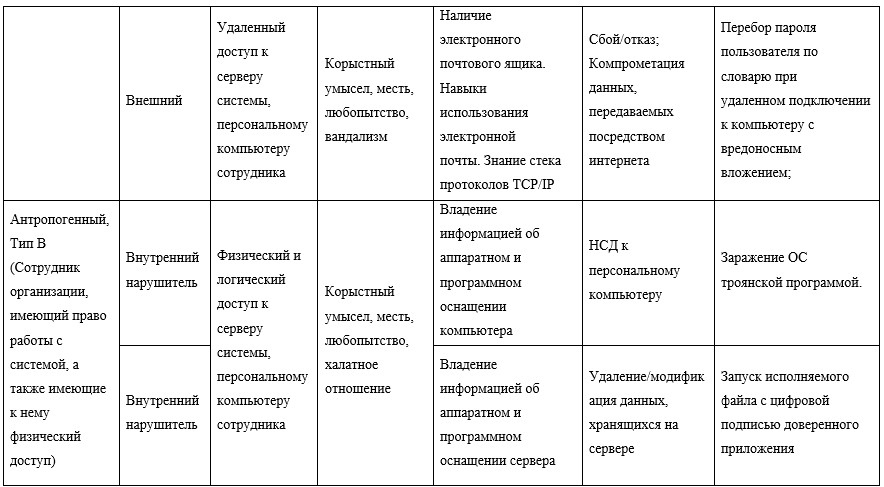 Внешний
Удаленный
доступ к
серверу
системы,
персональному
компьютеру
сотрудника
Корыстный
умысел, месть,
любопытство,
вандализм
Наличие
электронного
почтового ящика.
Навыки
использования
электронной
почты. Знание стека
протоколов TCP/IP
Сбой/отказ;
Компрометация
данных,
передаваемых
посредством
интернета
Перебор пароля
пользователя по
словарю при
удаленном подключении
к компьютеру с
вредоносным
вложением;
Антропогенный,
Тип В
(Сотрудник
организации,
имеющий право
работы с
системой, а
также имеющие
к нему
физический
доступ)
Внутренний
нарушитель
Физический и
логический
доступ к
серверу
системы,
персональному
компьютеру
сотрудника
Корыстный
умысел, месть,
любопытство,
халатное
отношение
Владение
информацией об
аппаратном и
программном
оснащении
компьютера
НСД к
персональному
компьютеру
Заражение ОС
троянской программой.
Внутренний
нарушитель
Владение
информацией об
аппаратном и
программном
оснащении сервера
Удаление/модифик
ация данных,
хранящихся на
сервере
Запуск исполняемого
файла с цифровой
подписью доверенного
приложения